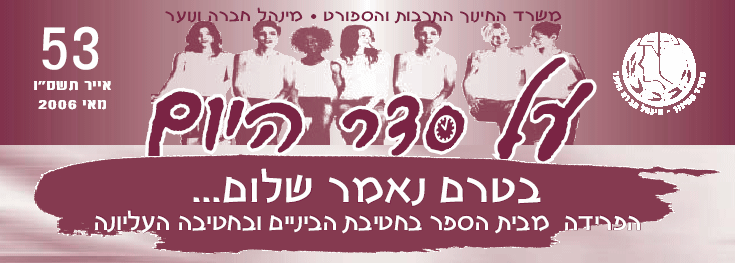 משרד החינוך התרבות והספורט • מינהל חברה ונוער
53
אייר תשס"ו
מאי 2006
על סדר היום
בטרם נאמר שלום...
הפרידה מבית הספר בחטיבת הביניים ובחטיבה העליונה